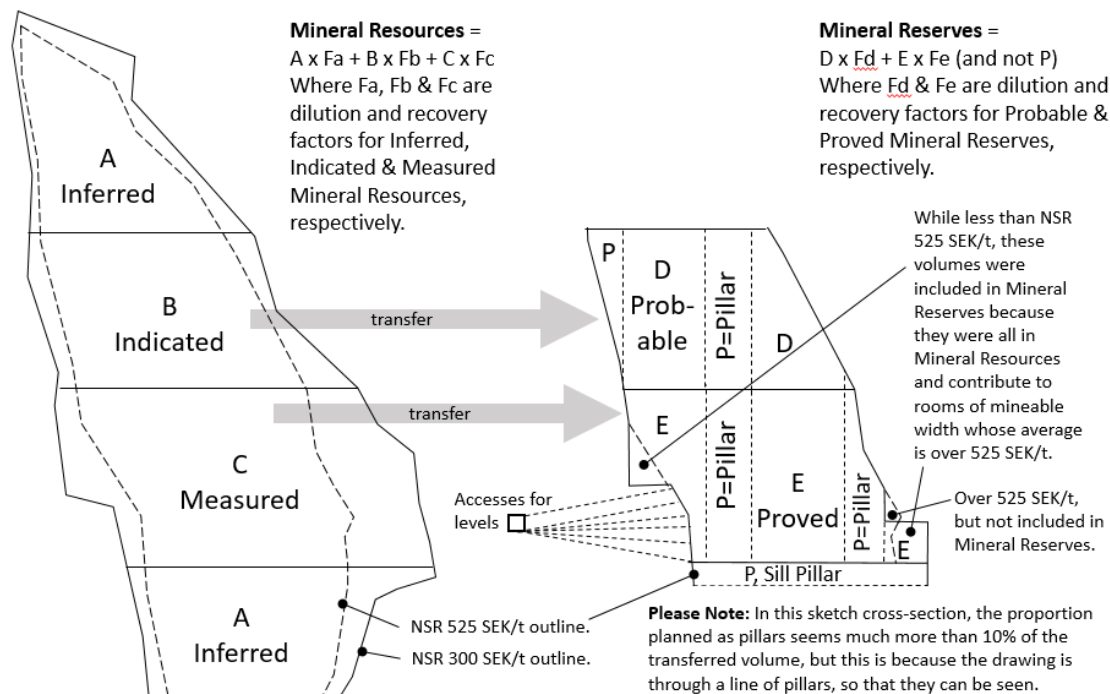 Mineral Resources =
A x Fa + B x Fb + C x Fc
Where Fa, Fb & Fc are
dilution and recovery
factors for Inferred,
Indicated & Measured
Mineral Resources,
respectively.
Mineral Reserves =
D x Fd + E x Fe (and not P)
Where Fd & Fe are dilution and
recovery factors for Probable &
Proved Mineral Reserves,
respectively.
A
Inferred
B
Indicated
transfer
C
Measured
transfer
A
Inferred
P
D
Prob-
able
P=Pillar
D
E
P=Pillar
E
Proved
P=Pillar
E
P, Sill Pillar
While less than NSR
525 SEK/t, these
volumes were
included in Mineral
Reserves because
they were all in
Mineral Resources
and contribute to
rooms of mineable
width whose average
is over 525 SEK/t.
Over 525 SEK/t,
but not included in
Mineral Reserves.
Accesses for
levels
NSR 525 SEK/t outline.
NSR 300 SEK/t outline.
Please Note: In this sketch cross-section, the proportion
planned as pillars seems much more than 10% of the
transferred volume, but this is because the drawing is
through a line of pillars, so that they can be seen.